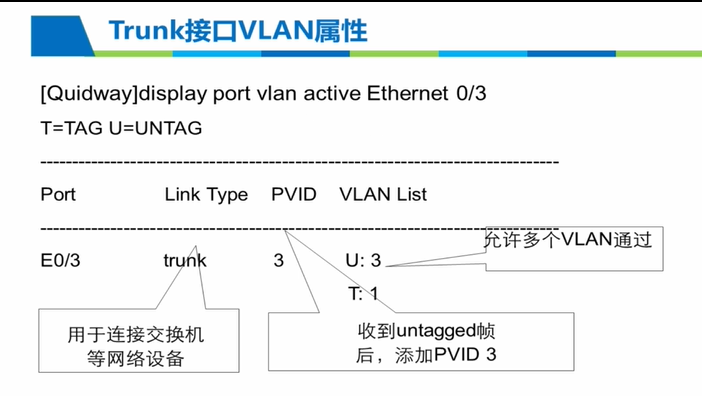 Trunk接口VLAN属性
[Quidway]display port vlan active Ethernet 0/3
T=TAG U=UNTAG
--------------------------------------------------------------------------------
Port Link Type PVID VLAN List
--------------------------------------------------------------------------------
允许多个VLAN通过
E0/3 trunk 3 U: 3
T: 1
用于连接交换机
等网络设备
收到untagged帧
后，添加PVID 3